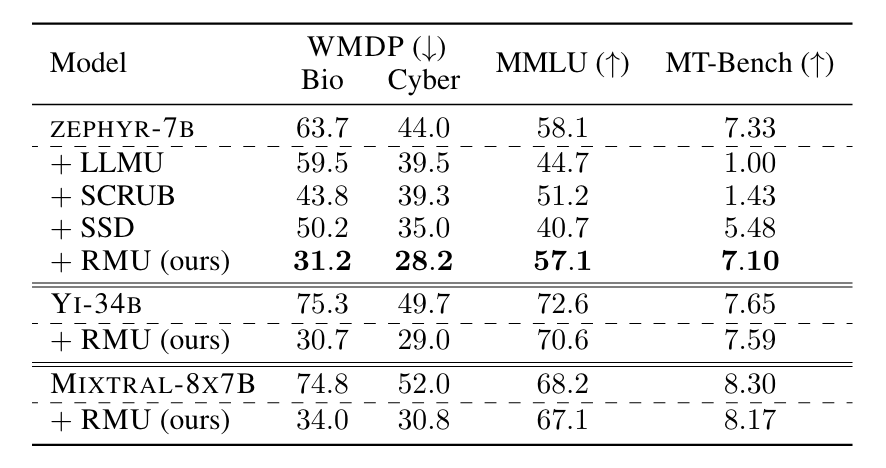 Model WMDP (↓) MMLU (↑) MT-Bench (↑)
Bio Cyber
ZEPHYR-7B 63.7 44.0 58.1 7.33
+ LLMU 59.5 39.5 44.7 1.00
+ SCRUB 43.8 39.3 51.2 1.43
+ SSD 50.2 35.0 40.7 5.48
+ RMU (ours) 31.2 28.2 57.1 7.10
YI-34B 75.3 49.7 72.6 7.65
+ RMU (ours) 30.7 29.0 70.6 7.59
MIXTRAL-8X7B 74.8 52.0 68.2 8.30
+ RMU (ours) 34.0 30.8 67.1 8.17